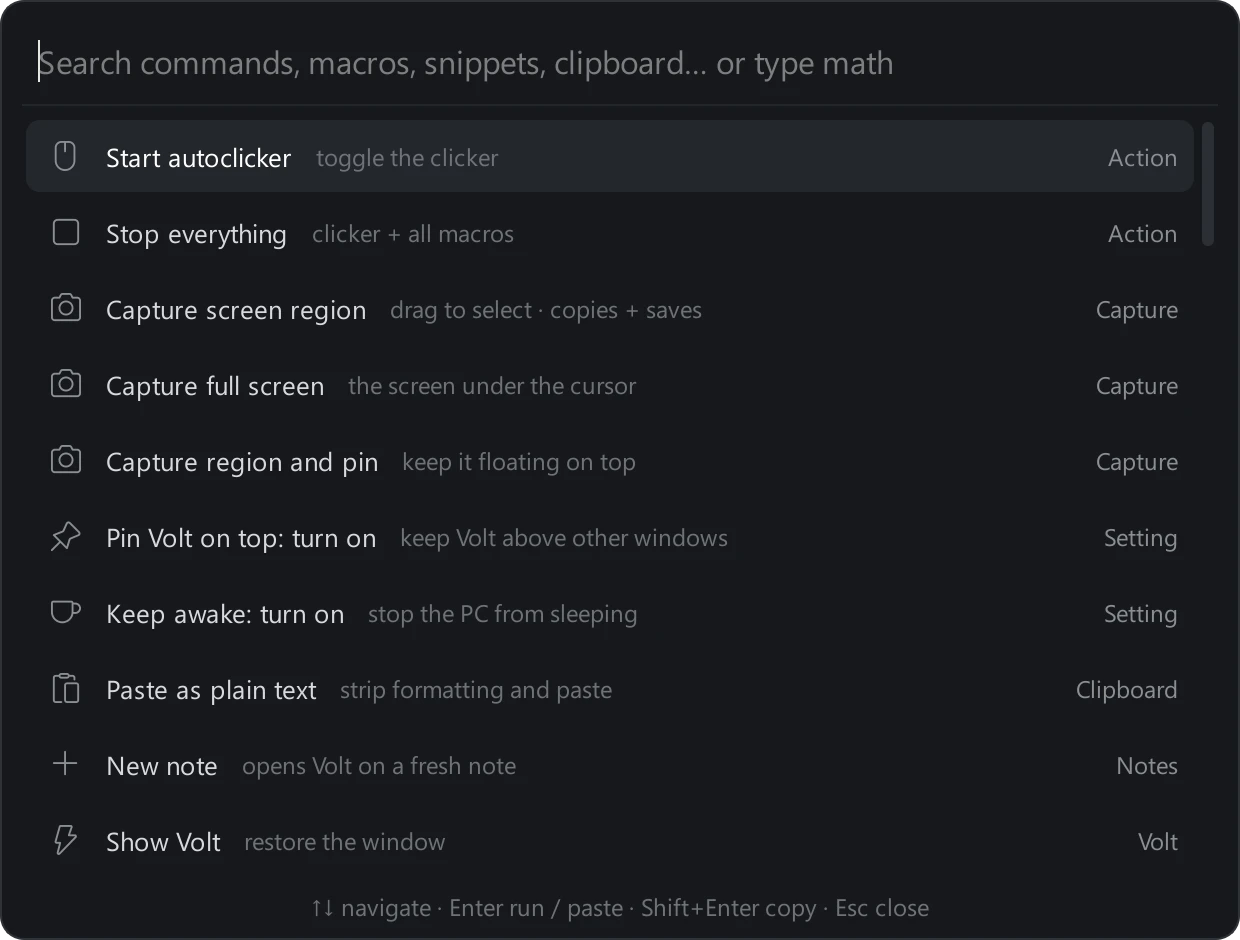 Search commands, macros, snippets, clipboard... or type math
Start autoclicker toggle the clicker Action
Stop everything clicker + all macros Action
Capture screen region drag to select · copies + saves Capture
Capture full screen the screen under the cursor Capture
Capture region and pin keep it floating on top Capture
Pin Volt on top: turn on keep Volt above other windows Setting
Keep awake: turn on stop the PC from sleeping Setting
Paste as plain text strip formatting and paste Clipboard
New note opens Volt on a fresh note Notes
Show Volt restore the window Volt
↑↓ navigate · Enter run / paste · Shift+Enter copy · Esc close